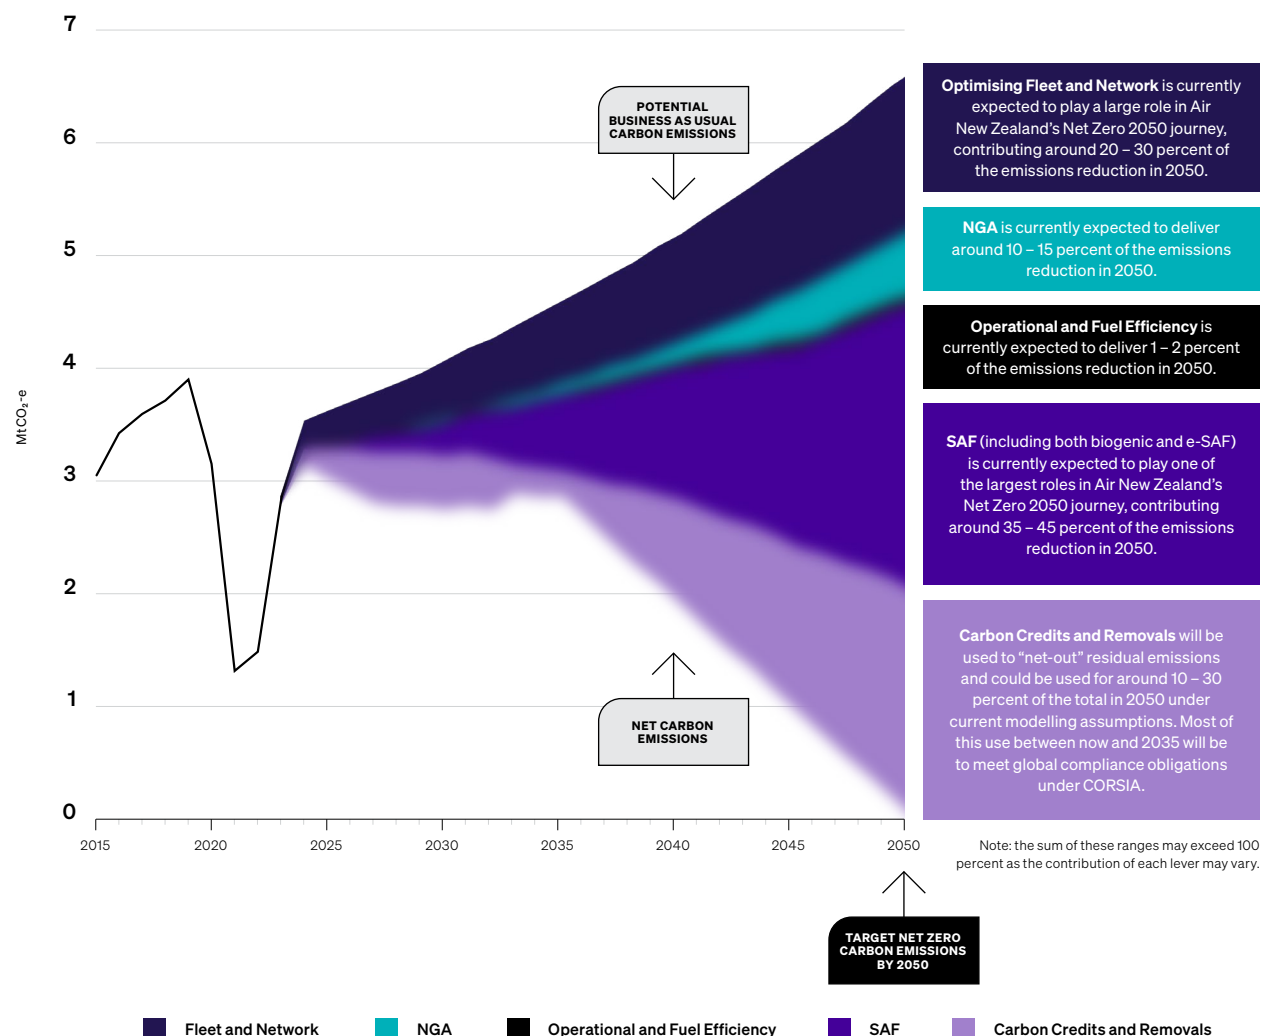 7
6
5
4
3
2
1
0
MtCO₂-e
POTENTIAL
BUSINESS AS USUAL
CARBON EMISSIONS
NET CARBON
EMISSIONS
2015
2020
2025
2030
2035
2040
2045
2050
TARGET NET ZERO
CARBON EMISSIONS
BY 2050
Optimising Fleet and Network is currently
expected to play a large role in Air
New Zealand's Net Zero 2050 journey,
contributing around 20 – 30 percent of
the emissions reduction in 2050.
NGA is currently expected to deliver
around 10 – 15 percent of the emissions
reduction in 2050.
Operational and Fuel Efficiency is
currently expected to deliver 1 – 2 percent
of the emissions reduction in 2050.
SAF (including both biogenic and e-SAF)
is currently expected to play one of
the largest roles in Air New Zealand's
Net Zero 2050 journey, contributing
around 35 – 45 percent of the emissions
reduction in 2050.
Carbon Credits and Removals will be
used to “net-out” residual emissions
and could be used for around 10 – 30
percent of the total in 2050 under
current modelling assumptions. Most of
this use between now and 2035 will be
to meet global compliance obligations
under CORSIA.
Note: the sum of these ranges may exceed 100
percent as the contribution of each lever may vary.
Fleet and Network
NGA
Operational and Fuel Efficiency
SAF
Carbon Credits and Removals